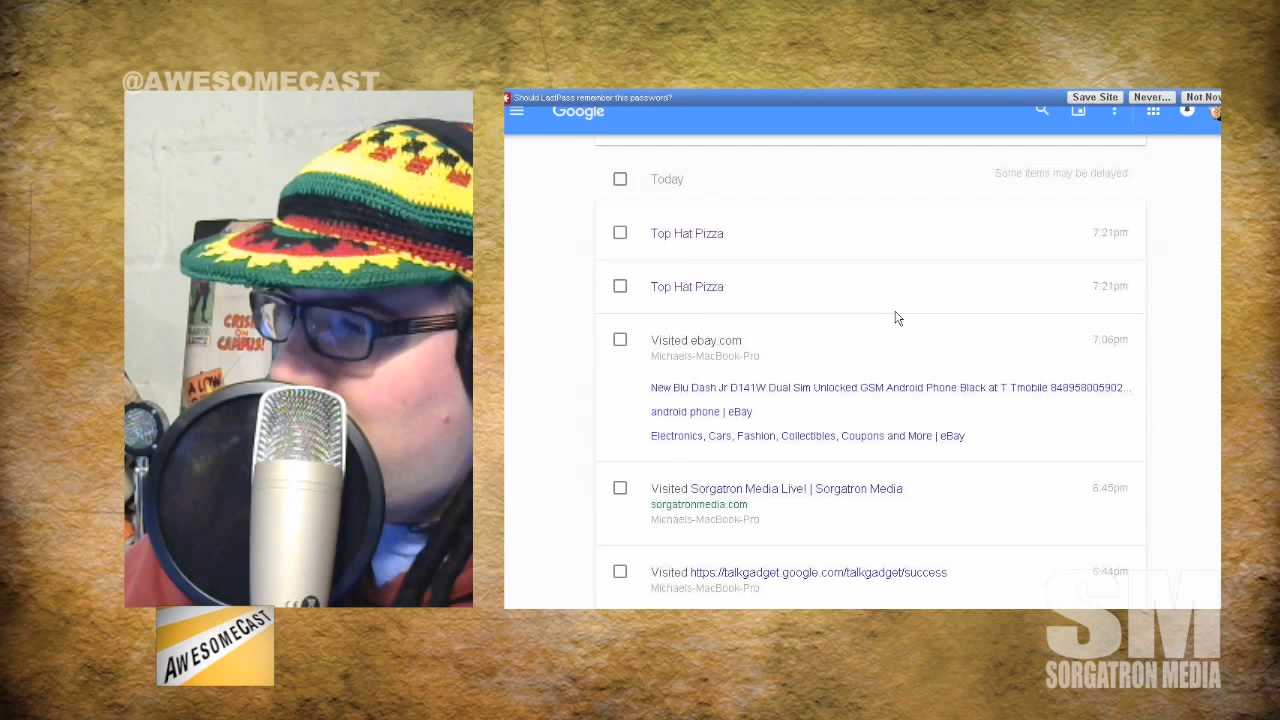 @AWESOMECAST
Should LastPass remember this password?
Save Site
Never...
Not Nov
Google
Today
Some items may be delayed
Top Hat Pizza
7:21pm
Top Hat Pizza
7:21pm
Visited ebay.com
7:06pm
Michaels-MacBook-Pro
New Blu Dash Jr D141W Dual Sim Unlocked GSM Android Phone Black at T Tmobile 848958005902...
android phone | eBay
Electronics, Cars, Fashion, Collectibles, Coupons and More | eBay
Visited Sorgatron Media Live! | Sorgatron Media
6:45pm
sorgatronmedia.com
Michaels-MacBook-Pro
Visited https://talkgadget.google.com/talkgadget/success
6:44pm
Michaels-MacBook-Pro
CRISIS
ON
CAMPUS!
A LOW
AWESOMECAST
SM
SORGATRON MEDIA